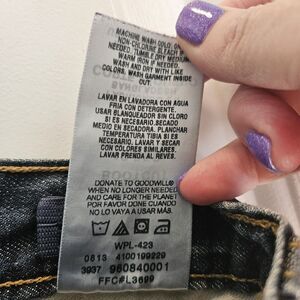 MACHINE WASH COLD, ONLY
NON-CHLORINE BLEACH IF
NEEDED. TUMBLE DRY MEDIUM
WARM IRON IF NEEDED.
WASH AND DRY WITH LIKE
COLORS. WASH GARMENT INSIDE
OUT.
LAVAR EN LAVADORA CON AGUA
FRIA CON DETERGENTE.
USAR BLANQUEADOR SIN CLORO
SI ES NECESARIO. SECADO
MEDIO EN SECADORA. PLANCHAR
TEMPERATURA TIBIA SI ES
NECESARIO. LAVAR Y SECAR
CON COLORES SIMILARES.
LAVAR PRENDA AL REVES.
DONATE TO GOODWILL®
WHEN NO LONGER NEEDED
AND CARE FOR THE PLANET
POR FAVOR DONE CUANDO
NO LO VAYA A USAR MÁS
WPL-423
0813 4100199229
3937 960840001
FFC#L3699